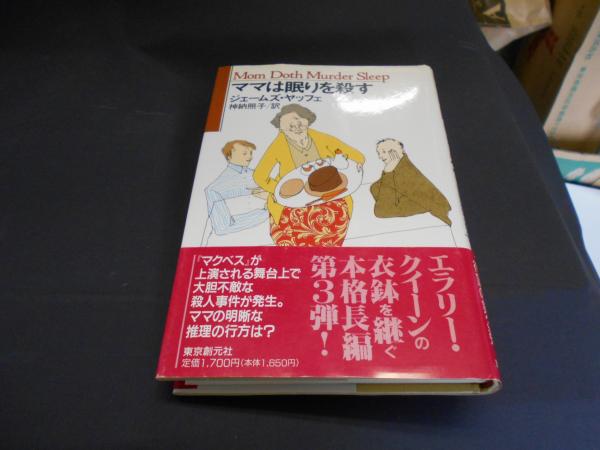 Mom Doth Murder Sleep
ママは眠りを殺す
ジェームズ・ヤッフェ
神納照子/訳
『マクベス』が
上演される舞台上で
大胆不敵な
殺人事件が発生。
ママの明晰な
推理の行方は?
エラリー・
クイーンの
衣鉢を継ぐ
本格長編
第3弾!
東京創元社
定価1,700円(本体1,650円)